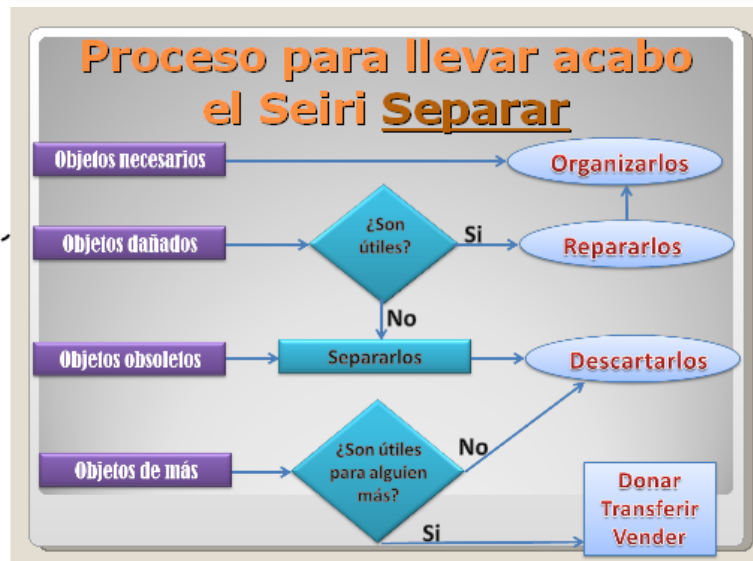 Proceso para llevar acabo
el Seiri Separar
Objetos necesarios
Organizarlos
Objetos dañados
¿Son
útiles?
Si
Repararlos
No
Objetos obsoletos
Separarlos
Descartarlos
Objetos de más
¿Son útiles
para alguien
más?
No
Si
Donar
Transferir
Vender